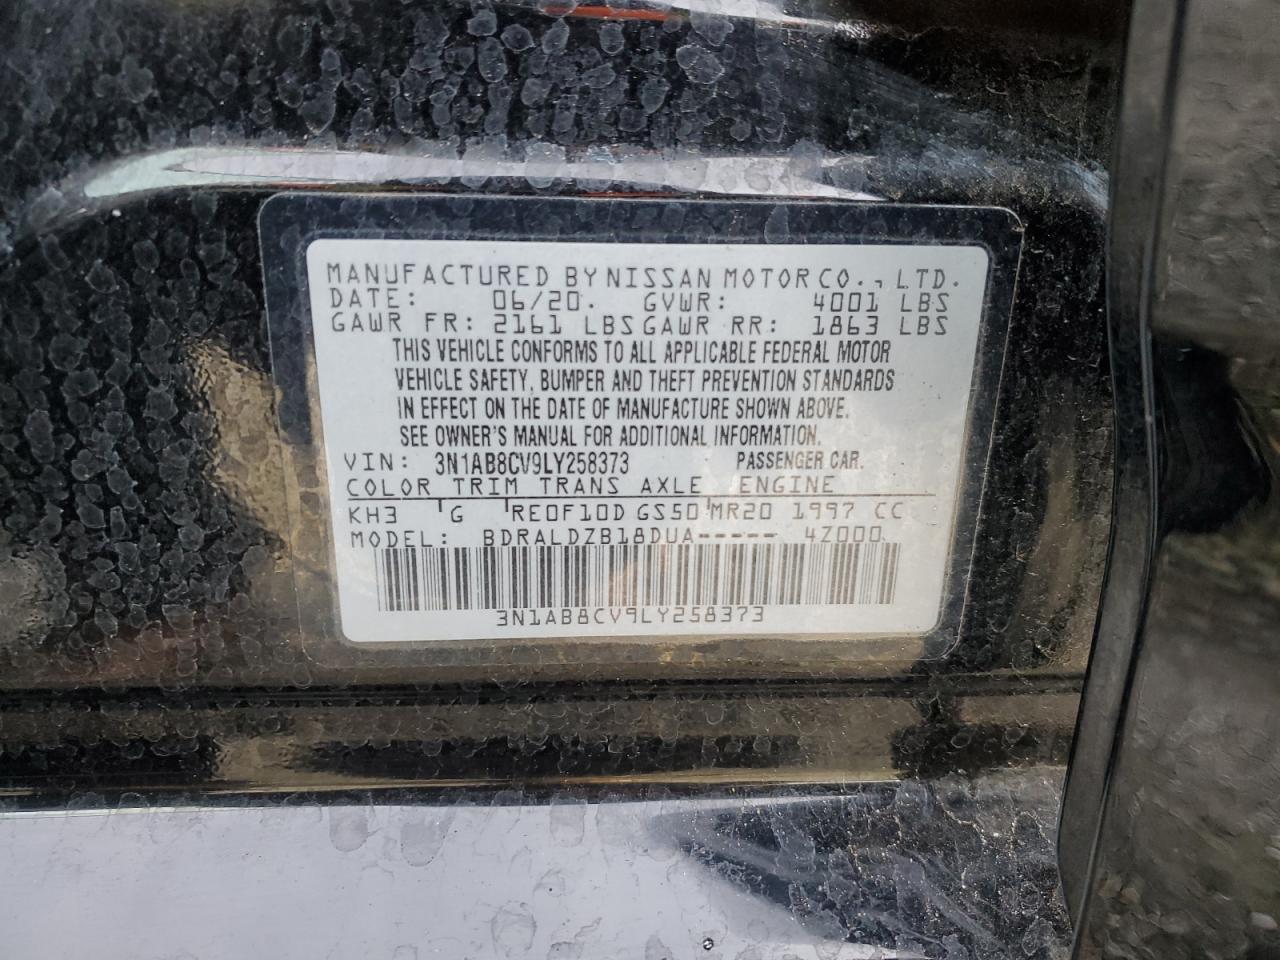 MANUFACTURED BY NISSAN MOTOR CO., LTD.
DATE: 06/20. GVWR: 4001 LBS
GAWR FR: 2161 LBS GAWR RR: 1863 LBS
THIS VEHICLE CONFORMS TO ALL APPLICABLE FEDERAL MOTOR
VEHICLE SAFETY, BUMPER AND THEFT PREVENTION STANDARDS
IN EFFECT ON THE DATE OF MANUFACTURE SHOWN ABOVE.
SEE OWNER'S MANUAL FOR ADDITIONAL INFORMATION.
VIN: 3N1AB8CV9LY258373 PASSENGER CAR.
COLOR TRIM TRANS AXLE ENGINE
KH3 G RE0F10D GS50 MR20 1997 CC
MODEL: BDRALDZB18DUA----- 4Z000
3N1AB8CV9LY258373